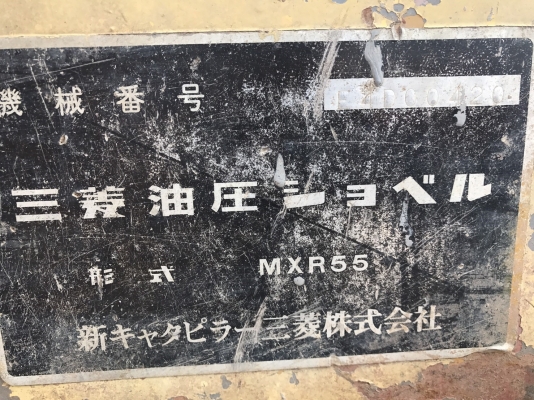 機械番号
三菱油圧ショベル
形式 MXR55
新キャタピラー三菱株式会社